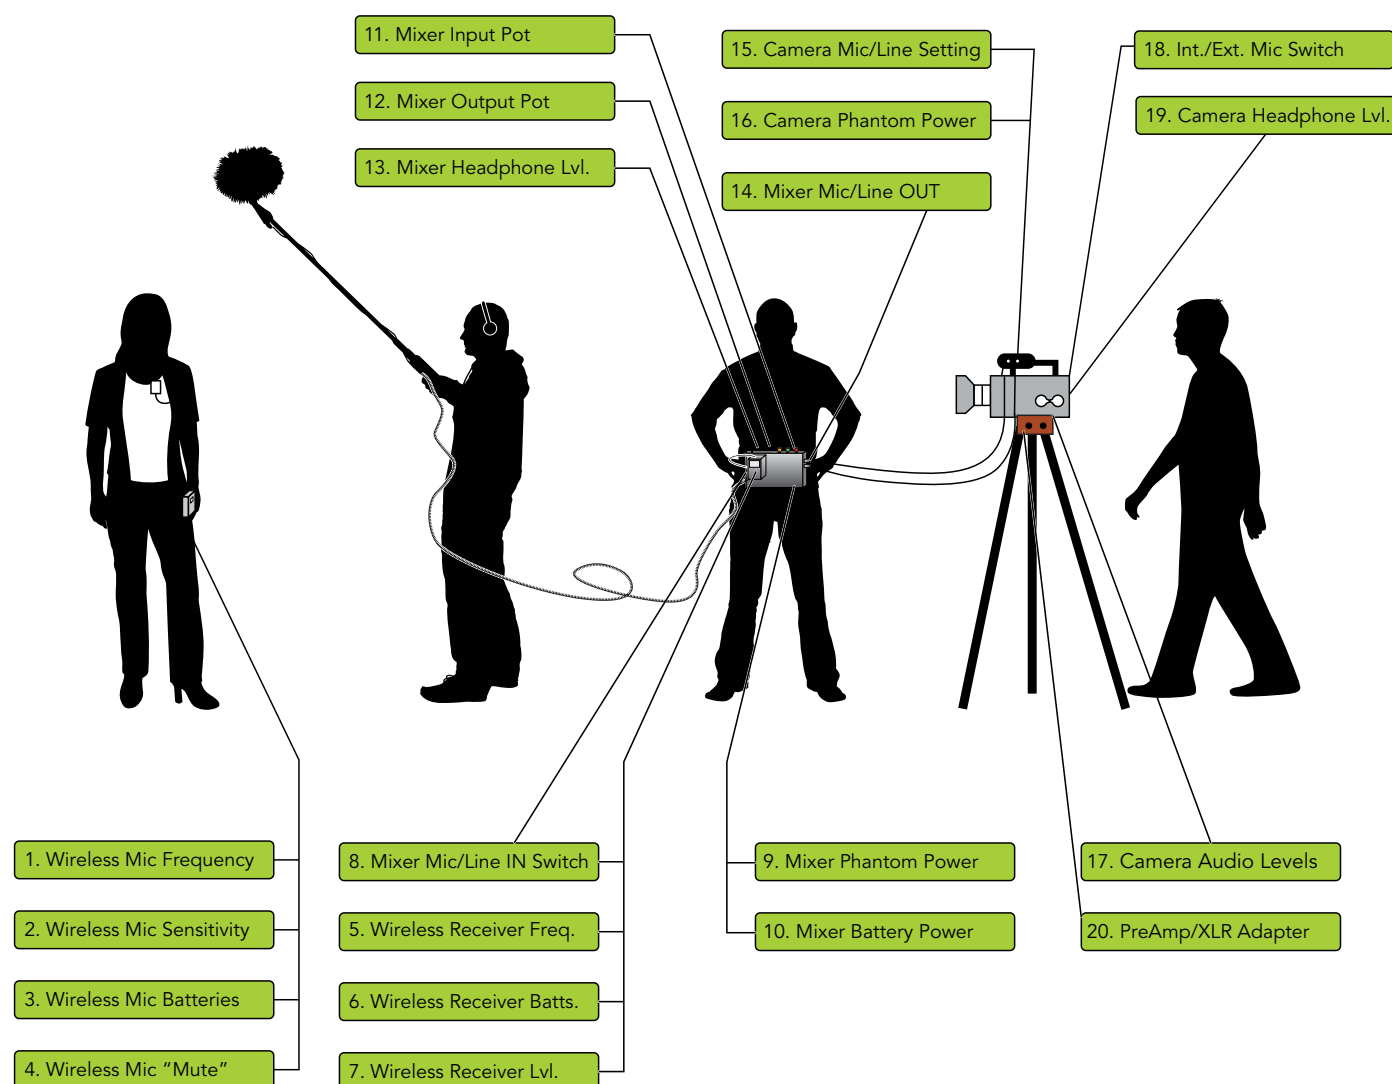 11. Mixer Input Pot
12. Mixer Output Pot
13. Mixer Headphone Lvl.
15. Camera Mic/Line Setting
16. Camera Phantom Power
14. Mixer Mic/Line OUT
18. Int./Ext. Mic Switch
19. Camera Headphone Lvl.
1. Wireless Mic Frequency
2. Wireless Mic Sensitivity
3. Wireless Mic Batteries
4. Wireless Mic “Mute”
8. Mixer Mic/Line IN Switch
5. Wireless Receiver Freq.
6. Wireless Receiver Batts.
7. Wireless Receiver Lvl.
9. Mixer Phantom Power
10. Mixer Battery Power
17. Camera Audio Levels
20. PreAmp/XLR Adapter